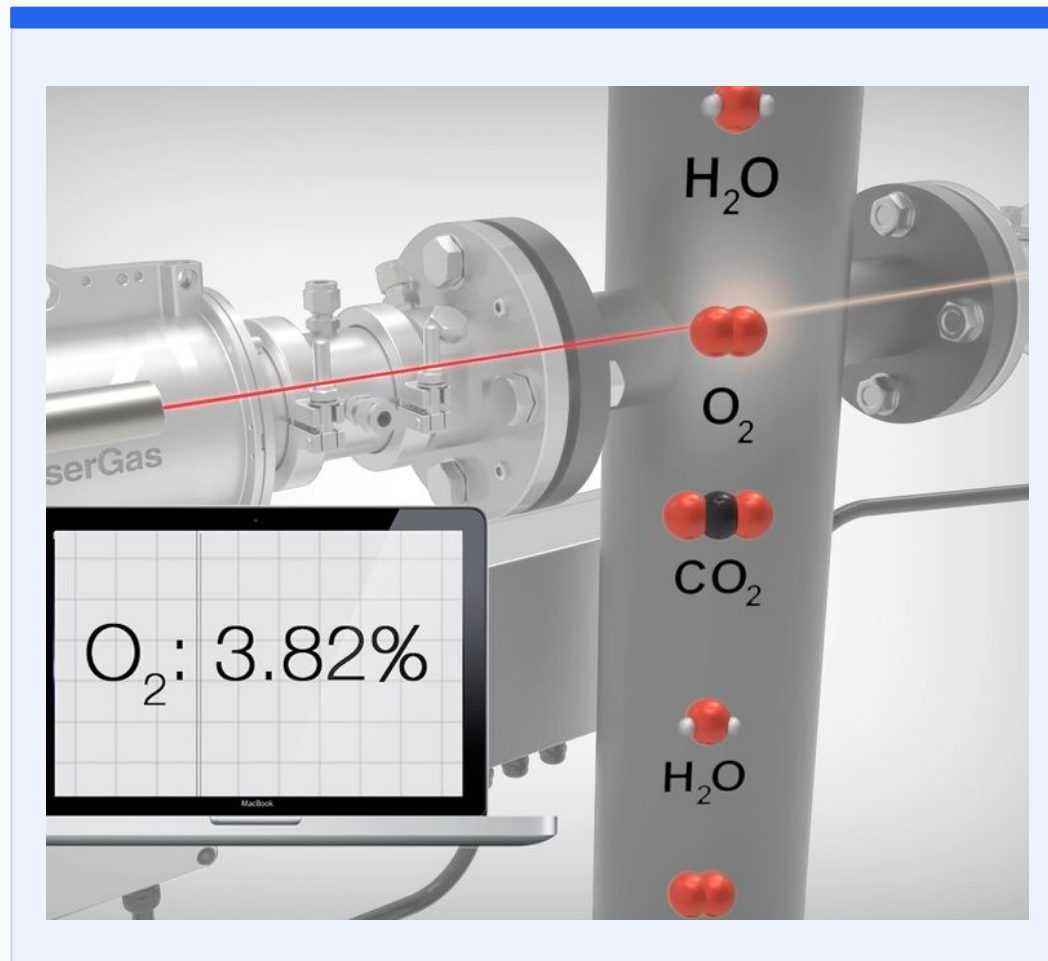 H₂O
O₂
serGas
CO₂
O₂: 3.82%
H₂O
MacBook